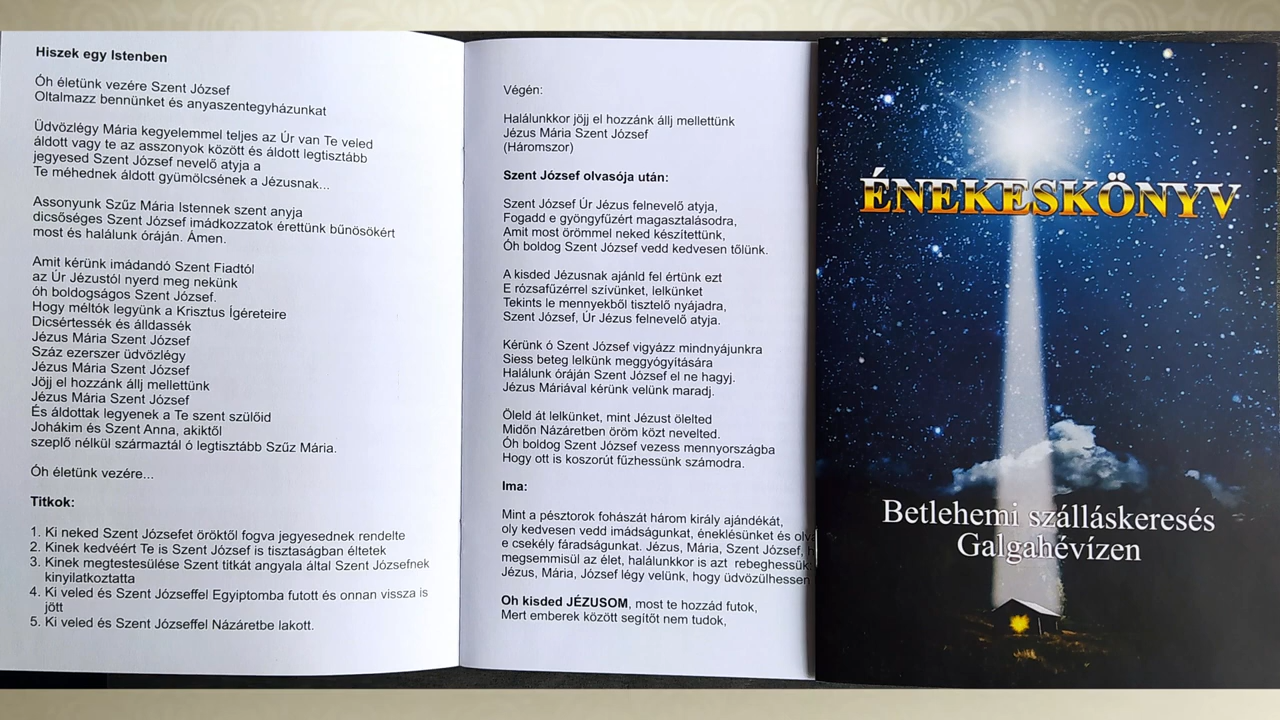 Hiszek egy Istenben
Óh életünk vezére Szent József
Oltalmazz bennünket és anyaszentegyházunkat
Üdvözlégy Mária kegyelemmel teljes az Úr van Te veled
áldott vagy te az asszonyok között és áldott legtisztább
jegyesed Szent József nevelő atyja a
Te méhednek áldott gyümölcsének a Jézusnak...
Assonyunk Szűz Mária Istennek szent anyja
dicsőséges Szent József imádkozzatok érettünk bűnösökért
most és halálunk óráján. Ámen.
Amit kérünk imádandó Szent Fiadtól
az Úr Jézustól nyerd meg nekünk
óh boldogságos Szent József.
Hogy méltók legyünk a Krisztus Ígéreteire
Dicsértessék és álldassék
Jézus Mária Szent József
Száz ezerszer üdvözlégy
Jézus Mária Szent József
Jöjj el hozzánk állj mellettünk
Jézus Mária Szent József
És áldottak legyenek a Te szent szülőid
Johákim és Szent Anna, akiktől
szeplő nélkül származtál ó legtisztább Szűz Mária.
Óh életünk vezére...
Titkok:
1. Ki neked Szent Józsefet öröktől fogva jegyesednek rendelte
2. Kinek kedvéért Te is Szent József is tisztaságban éltetek
3. Kinek megtestesülése Szent titkát angyala által Szent Józsefnek
kinyilatkoztatta
4. Ki veled és Szent Józseffel Egyiptomba futott és onnan vissza is
jött
5. Ki veled és Szent Józseffel Názáretbe lakott.
Végén:
Halálunkkor jöjj el hozzánk állj mellettünk
Jézus Mária Szent József
(Háromszor)
Szent József olvasója után:
Szent József Úr Jézus felnevelő atyja,
Fogadd e gyöngyfűzért magasztalásodra,
Amit most örömmel neked készítettünk,
Óh boldog Szent József vedd kedvesen tőlünk.
A kisded Jézusnak ajánld fel értünk ezt
E rózsafűzérrel szivünket, lelkünket
Tekints le mennyekből tisztelő nyájadra,
Szent József, Úr Jézus felnevelő atyja.
Kérünk ó Szent József vigyázz mindnyájunkra
Siess beteg lelkünk meggyógyítására
Halálunk óráján Szent József el ne hagyj.
Jézus Máriával kérünk velünk maradj.
Öleld át lelkünket, mint Jézust ölelted
Midőn Názáretben öröm közt nevelted.
Óh boldog Szent József vezess mennyországba
Hogy ott is koszorút fűzhessünk számodra.
Ima:
Mint a pésztorok fohászát három király ajándékát,
oly kedvesen vedd imádságunkat, éneklésünket és
e csekély fáradságunkat. Jézus, Mária, Szent József,
megsemmisül az élet, halálunkkor is azt rebeghessük:
Jézus, Mária, József légy velünk, hogy üdvözülhessen
Oh kisded JÉZUSOM, most te hozzád futok,
Mert emberek között segítőt nem tudok,
ÉNEKESKÖNYV
Betlehemi szálláskeresés
Galgahévízen